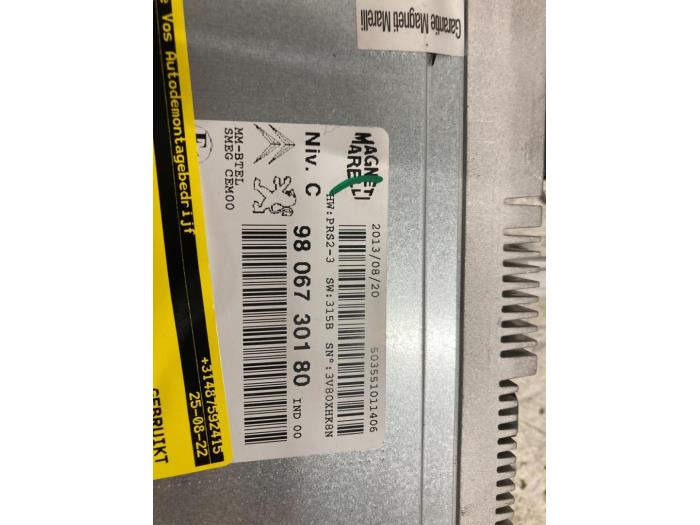 Garantie Magneti Marelli
MAGNETI
MARELLI
2013/08/20
503551011406
HW:PRS2-3 SW:315B SN°:3V80XHK8N
Niv. C
98 067 301 80
IND 00
MM-BTEL
SMEG CEM00
E
e Vos Autodemontagebedrijf
+31487592415
25-08-22
GEBRUIKT